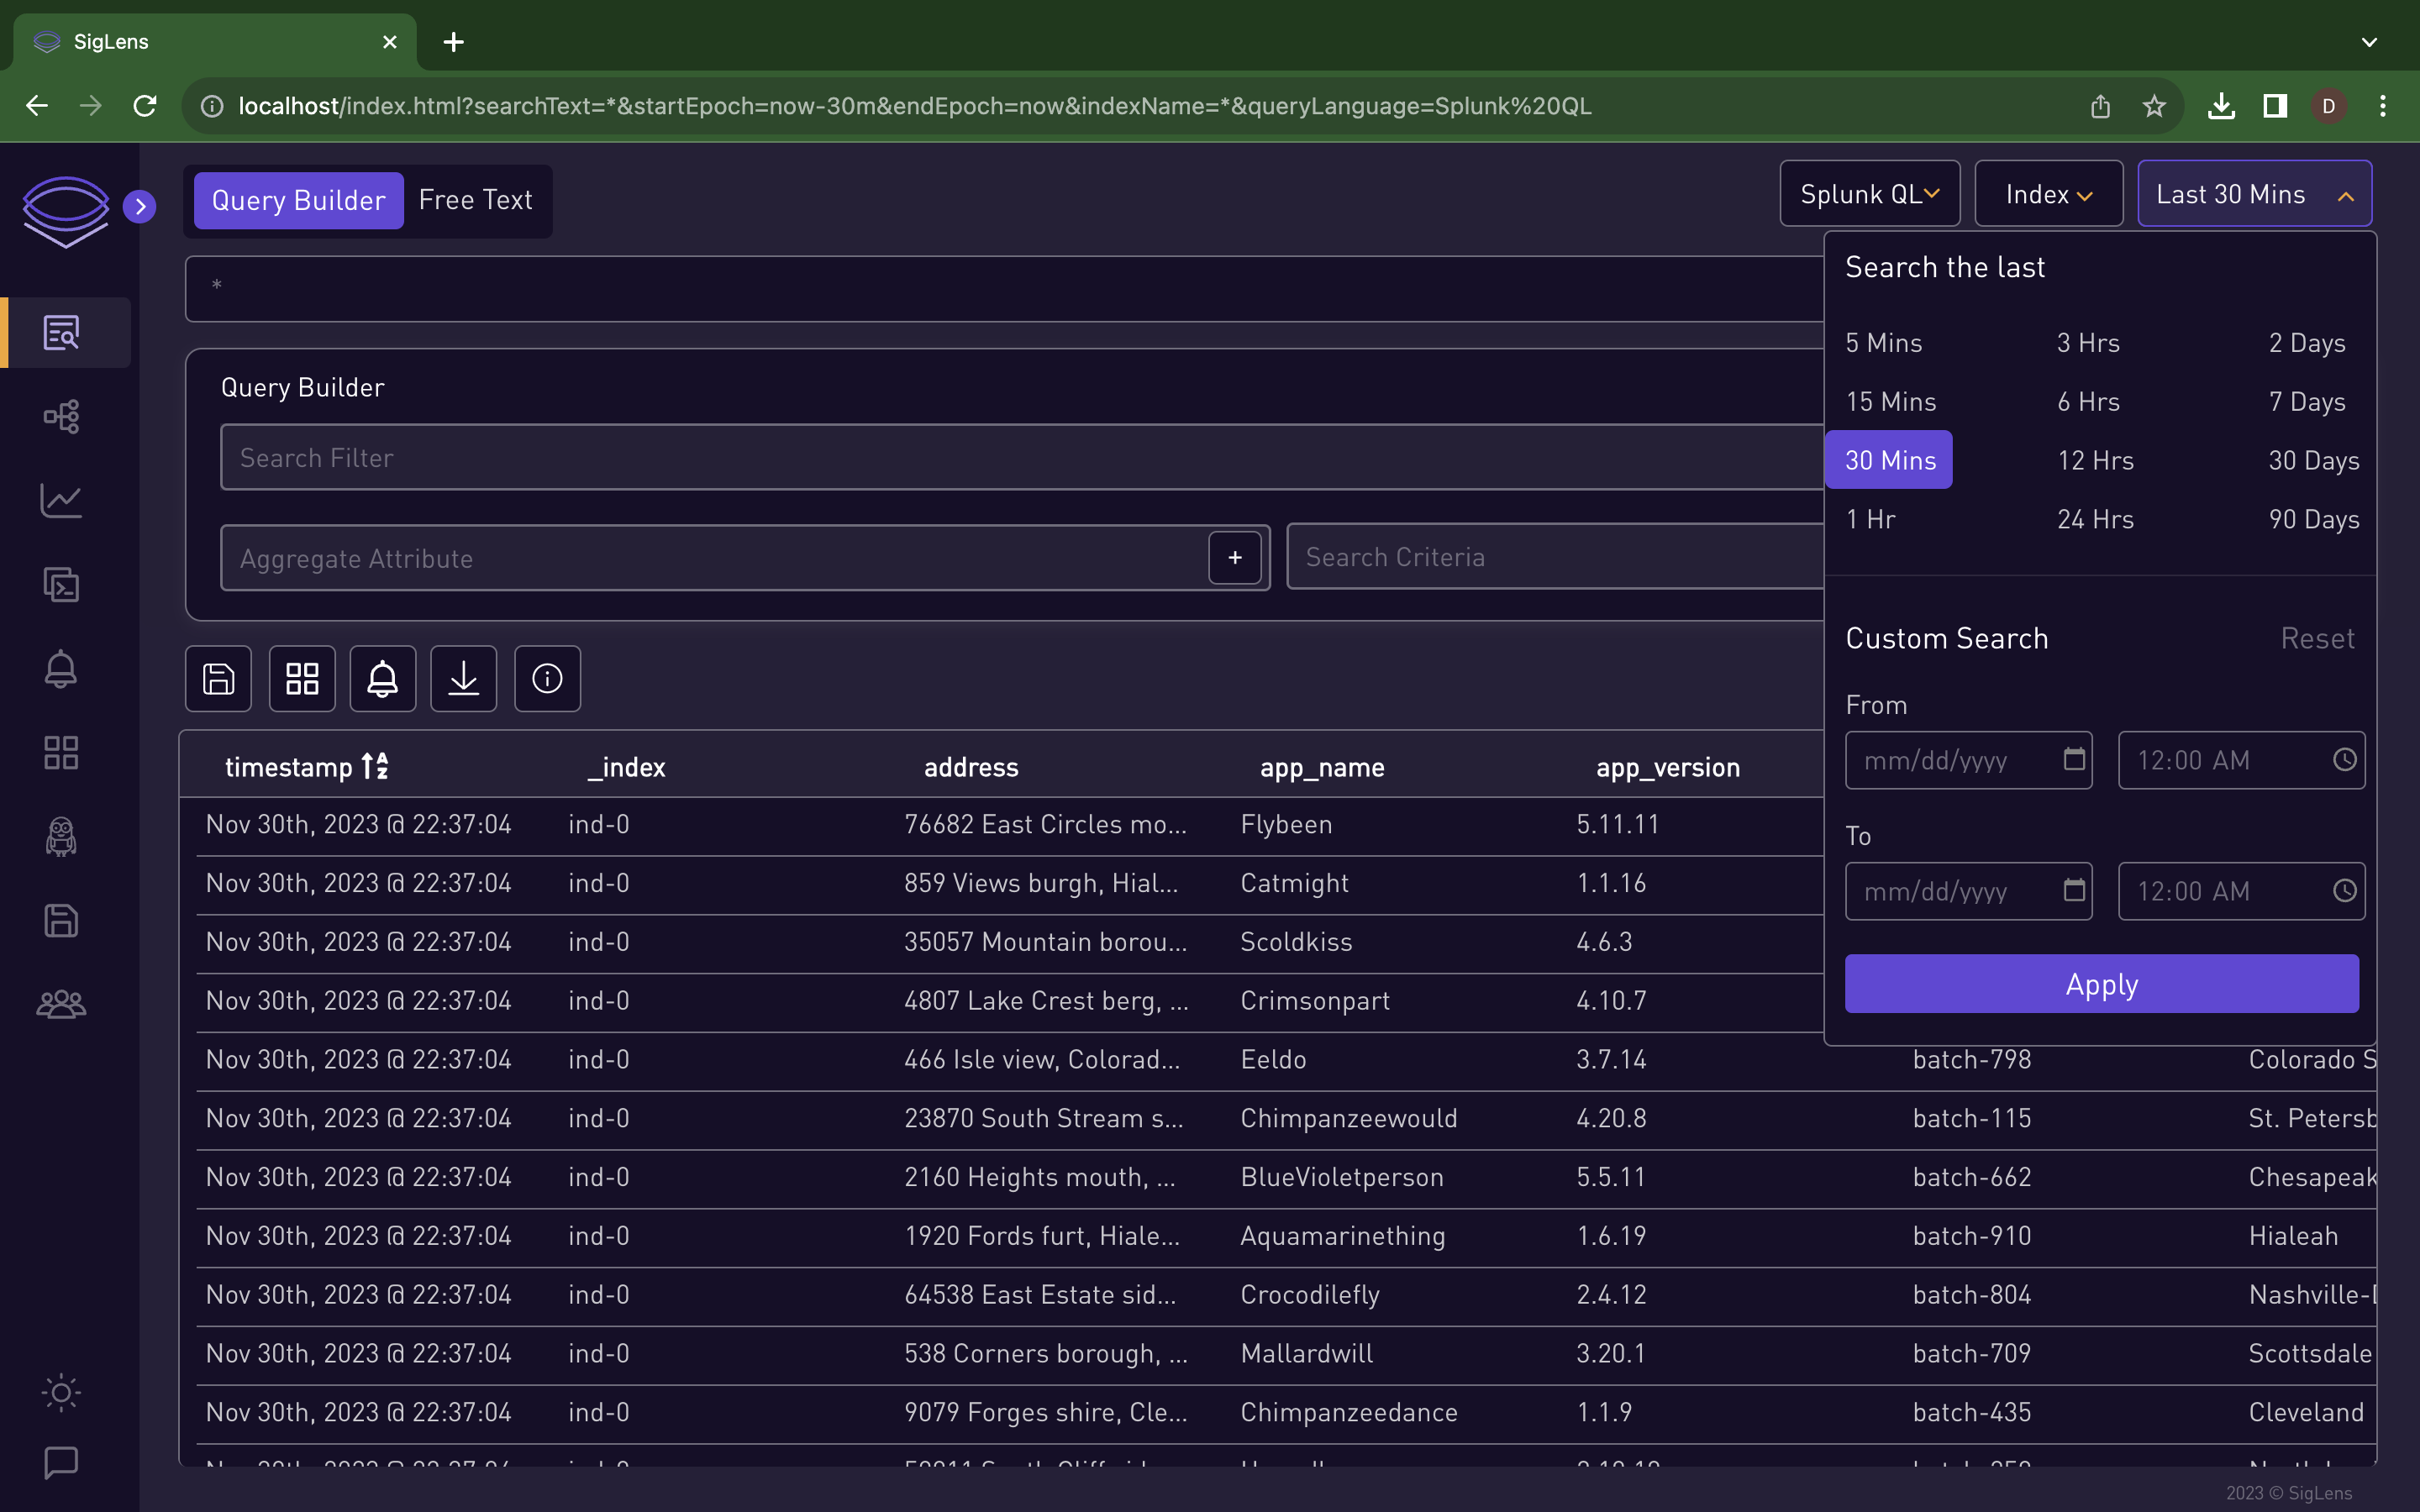 SigLens
localhost/index.html?searchText=*&startEpoch=now-30m&endEpoch=now&indexName=*&queryLanguage=Splunk%20QL
D
Query Builder Free Text
Splunk QL Index Last 30 Mins
*
Search the last
5 Mins 3 Hrs 2 Days
15 Mins 6 Hrs 7 Days
30 Mins 12 Hrs 30 Days
1 Hr 24 Hrs 90 Days
Query Builder
Search Filter
Aggregate Attribute + Search Criteria
Custom Search Reset
From
mm/dd/yyyy 12:00 AM
To
mm/dd/yyyy 12:00 AM
Apply
timestamp _index address app_name app_version
Nov 30th, 2023 @ 22:37:04 ind-0 76682 East Circles mo... Flybeen 5.11.11
Nov 30th, 2023 @ 22:37:04 ind-0 859 Views burgh, Hial... Catmight 1.1.16
Nov 30th, 2023 @ 22:37:04 ind-0 35057 Mountain borou... Scoldkiss 4.6.3
Nov 30th, 2023 @ 22:37:04 ind-0 4807 Lake Crest berg, ... Crimsonpart 4.10.7
Nov 30th, 2023 @ 22:37:04 ind-0 466 Isle view, Colorad... Eeldo 3.7.14 batch-798 Colorado S
Nov 30th, 2023 @ 22:37:04 ind-0 23870 South Stream s... Chimpanzeewould 4.20.8 batch-115 St. Petersb
Nov 30th, 2023 @ 22:37:04 ind-0 2160 Heights mouth, ... BlueVioletperson 5.5.11 batch-662 Chesapeak
Nov 30th, 2023 @ 22:37:04 ind-0 1920 Fords furt, Hiale... Aquamarinething 1.6.19 batch-910 Hialeah
Nov 30th, 2023 @ 22:37:04 ind-0 64538 East Estate sid... Crocodilefly 2.4.12 batch-804 Nashville-
Nov 30th, 2023 @ 22:37:04 ind-0 538 Corners borough, ... Mallardwill 3.20.1 batch-709 Scottsdale
Nov 30th, 2023 @ 22:37:04 ind-0 9079 Forges shire, Cle... Chimpanzeedance 1.1.9 batch-435 Cleveland
2023 © SigLens